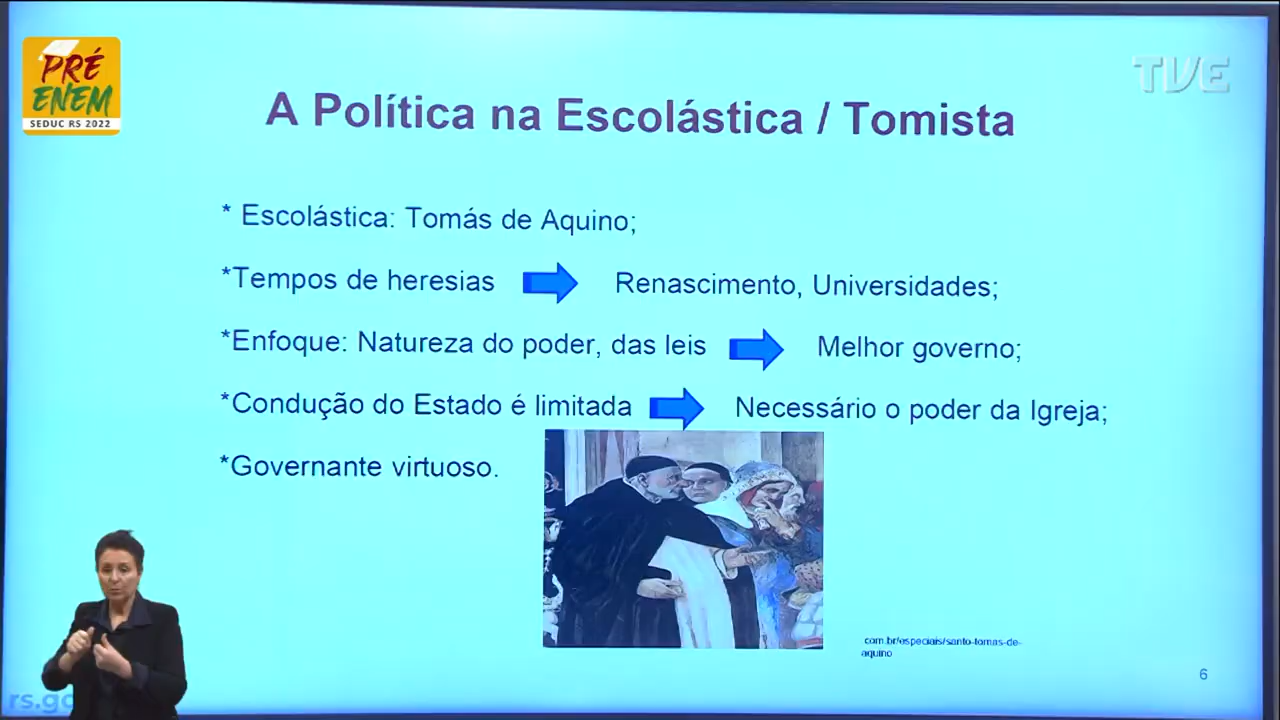 PRÉ
ENEM
SEDUC RS 2022
TVE
A Política na Escolástica / Tomista
* Escolástica: Tomás de Aquino;
*Tempos de heresias Renascimento, Universidades;
*Enfoque: Natureza do poder, das leis Melhor governo;
*Condução do Estado é limitada Necessário o poder da Igreja;
*Governante virtuoso.
com.br/especiais/santo-tomas-de-
aquino
6